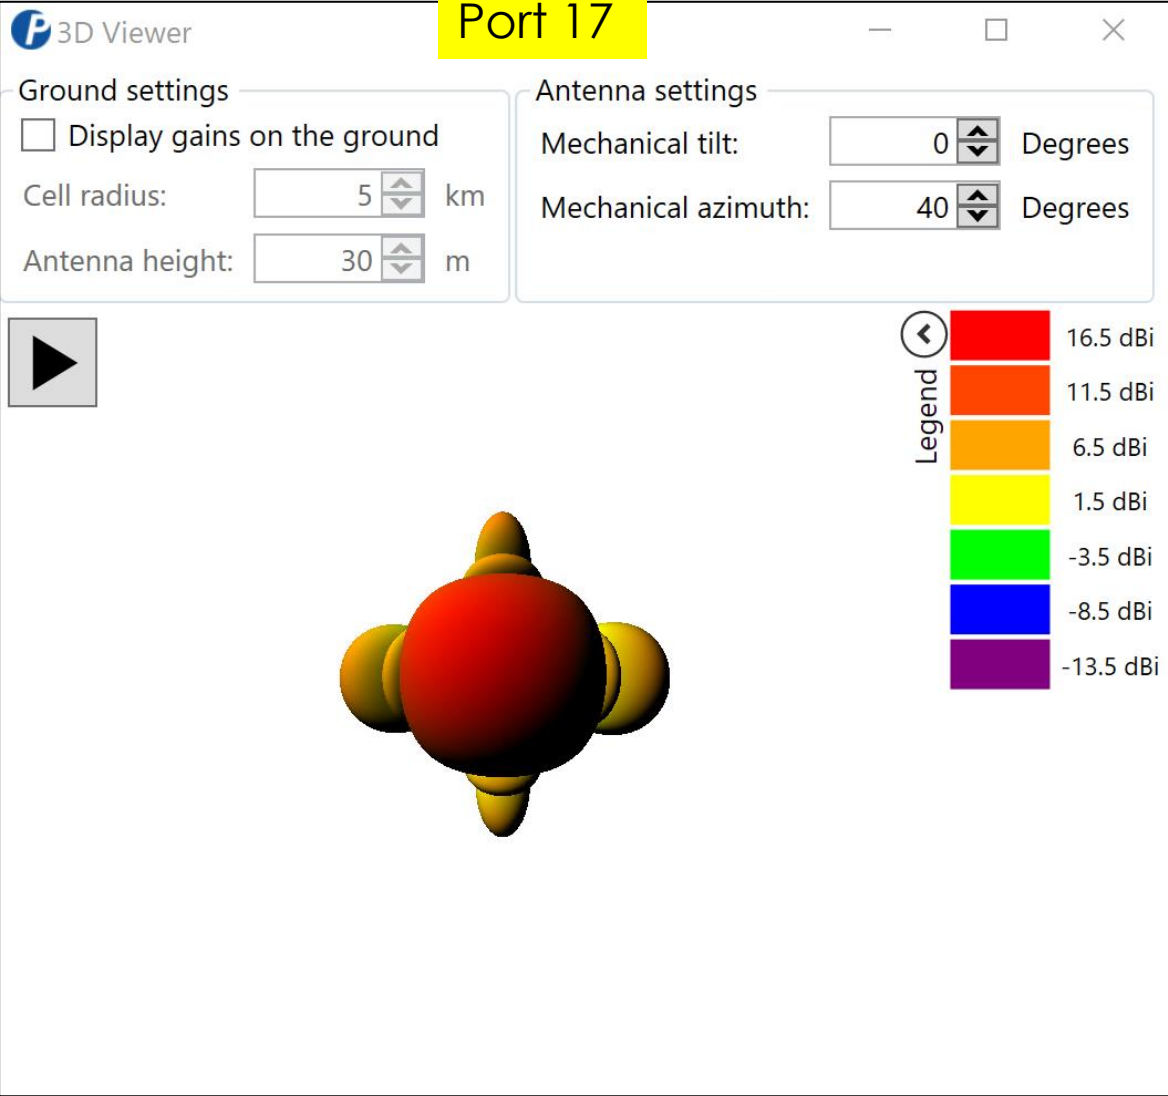 Port 17
3D Viewer
Ground settings
Display gains on the ground
Cell radius: 5 km
Antenna height: 30 m
Antenna settings
Mechanical tilt: 0 Degrees
Mechanical azimuth: 40 Degrees
Legend
16.5 dBi
11.5 dBi
6.5 dBi
1.5 dBi
-3.5 dBi
-8.5 dBi
-13.5 dBi